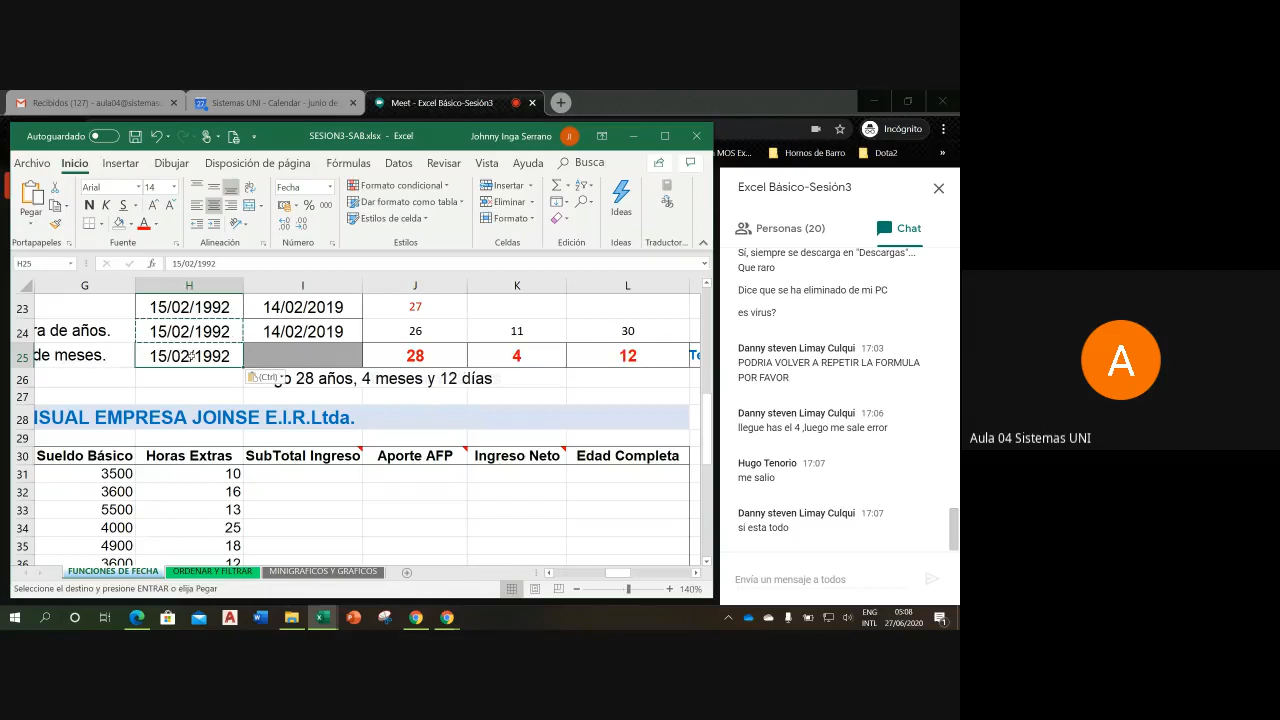 Recibidos (127) - aula04@sistemas
Sistemas UNI - Calendar - junio de
Meet - Excel Básico-Sesión3
Autoguardado
SESION3-SAB.xlsx - Excel
Johnny Inga Serrano
JI
Incógnito
MOS Ex...
Hornos de Barro
Dota2
»
Archivo Inicio Insertar Dibujar Disposición de página Fórmulas Datos Revisar Vista Ayuda Busca
Pegar
Arial 14
N K S
Fecha
% 000
Formato condicional
Dar formato como tabla
Estilos de celda
Insertar
Eliminar
Formato
Ideas
Portapapeles Fuente Alineación Número Estilos Celdas Edición Ideas Traductor...
H25 fx 15/02/1992
G H I J K L
23 15/02/1992 14/02/2019 27
24 ra de años. 15/02/1992 14/02/2019 26 11 30
25 de meses. 15/02/1992 28 4 12 Te
26 o 28 años, 4 meses y 12 días
(Ctrl)
27
28 ISUAL EMPRESA JOINSE E.I.R.Ltda.
29
30 Sueldo Básico Horas Extras SubTotal Ingreso Aporte AFP Ingreso Neto Edad Completa
31 3500 10
32 3600 16
33 5500 13
34 4000 25
35 4900 18
36 3600 12
FUNCIONES DE FECHA ORDENAR Y FILTRAR MINIGRAFICOS Y GRAFICOS
Seleccione el destino y presione ENTRAR o elija Pegar
140%
Excel Básico-Sesión3
Personas (20)
Chat
Sí, siempre se descarga en "Descargas"...
Que raro
Dice que se ha eliminado de mi PC
es virus?
Danny steven Limay Culqui 17:03
PODRIA VOLVER A REPETIR LA FORMULA
POR FAVOR
Danny steven Limay Culqui 17:06
llegue has el 4 ,luego me sale error
Hugo Tenorio 17:07
me salio
Danny steven Limay Culqui 17:07
si esta todo
Envía un mensaje a todos
A
Aula 04 Sistemas UNI
ENG
INTL
05:08
27/06/2020
1